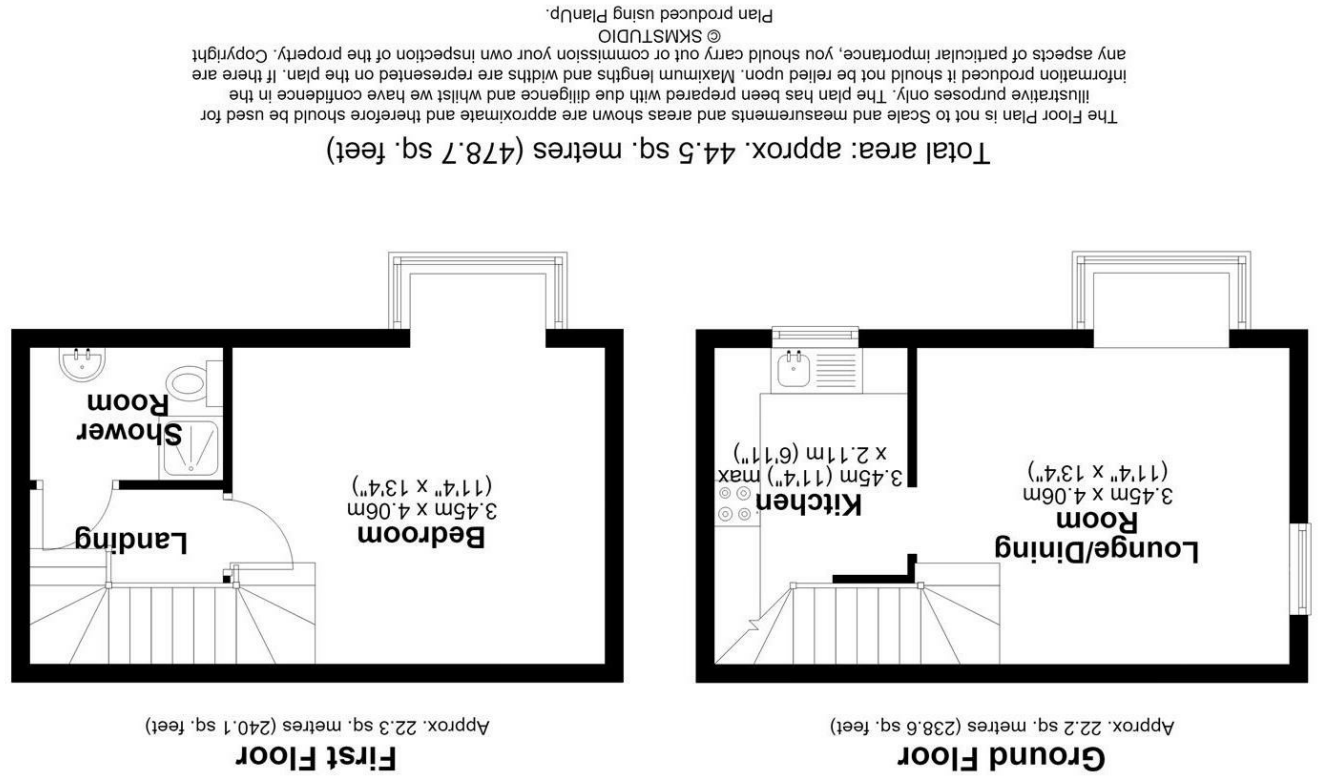 Ground Floor
Approx. 22.2 sq. metres (238.6 sq. feet)
Lounge/Dining
Room
3.45m x 4.06m
(11'4" x 13'4")
Kitchen
3.45m (11'4") max
x 2.11m (6'11")
First Floor
Approx. 22.3 sq. metres (240.1 sq. feet)
Bedroom
3.45m x 4.06m
(11'4" x 13'4")
Landing
Shower
Room
Total area: approx. 44.5 sq. metres (478.7 sq. feet)
The Floor Plan is not to Scale and measurements and areas shown are approximate and therefore should be used for
illustrative purposes only. The plan has been prepared with due diligence and whilst we have confidence in the
information produced it should not be relied upon. Maximum lengths and widths are represented on the plan. If there are
any aspects of particular importance, you should carry out or commission your own inspection of the property. Copyright
© SKMSTUDIO
Plan produced using PlanUp.